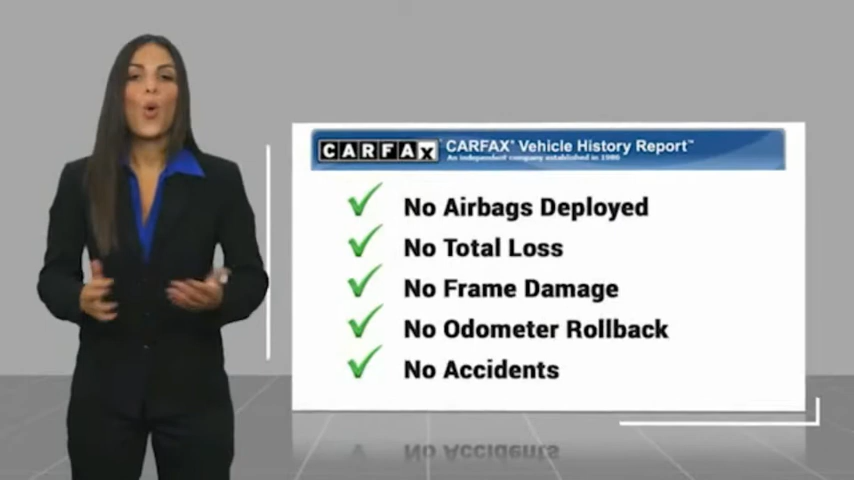 CARFAX CARFAX® Vehicle History Report™
An independent company established in 1986
No Airbags Deployed
No Total Loss
No Frame Damage
No Odometer Rollback
No Accidents